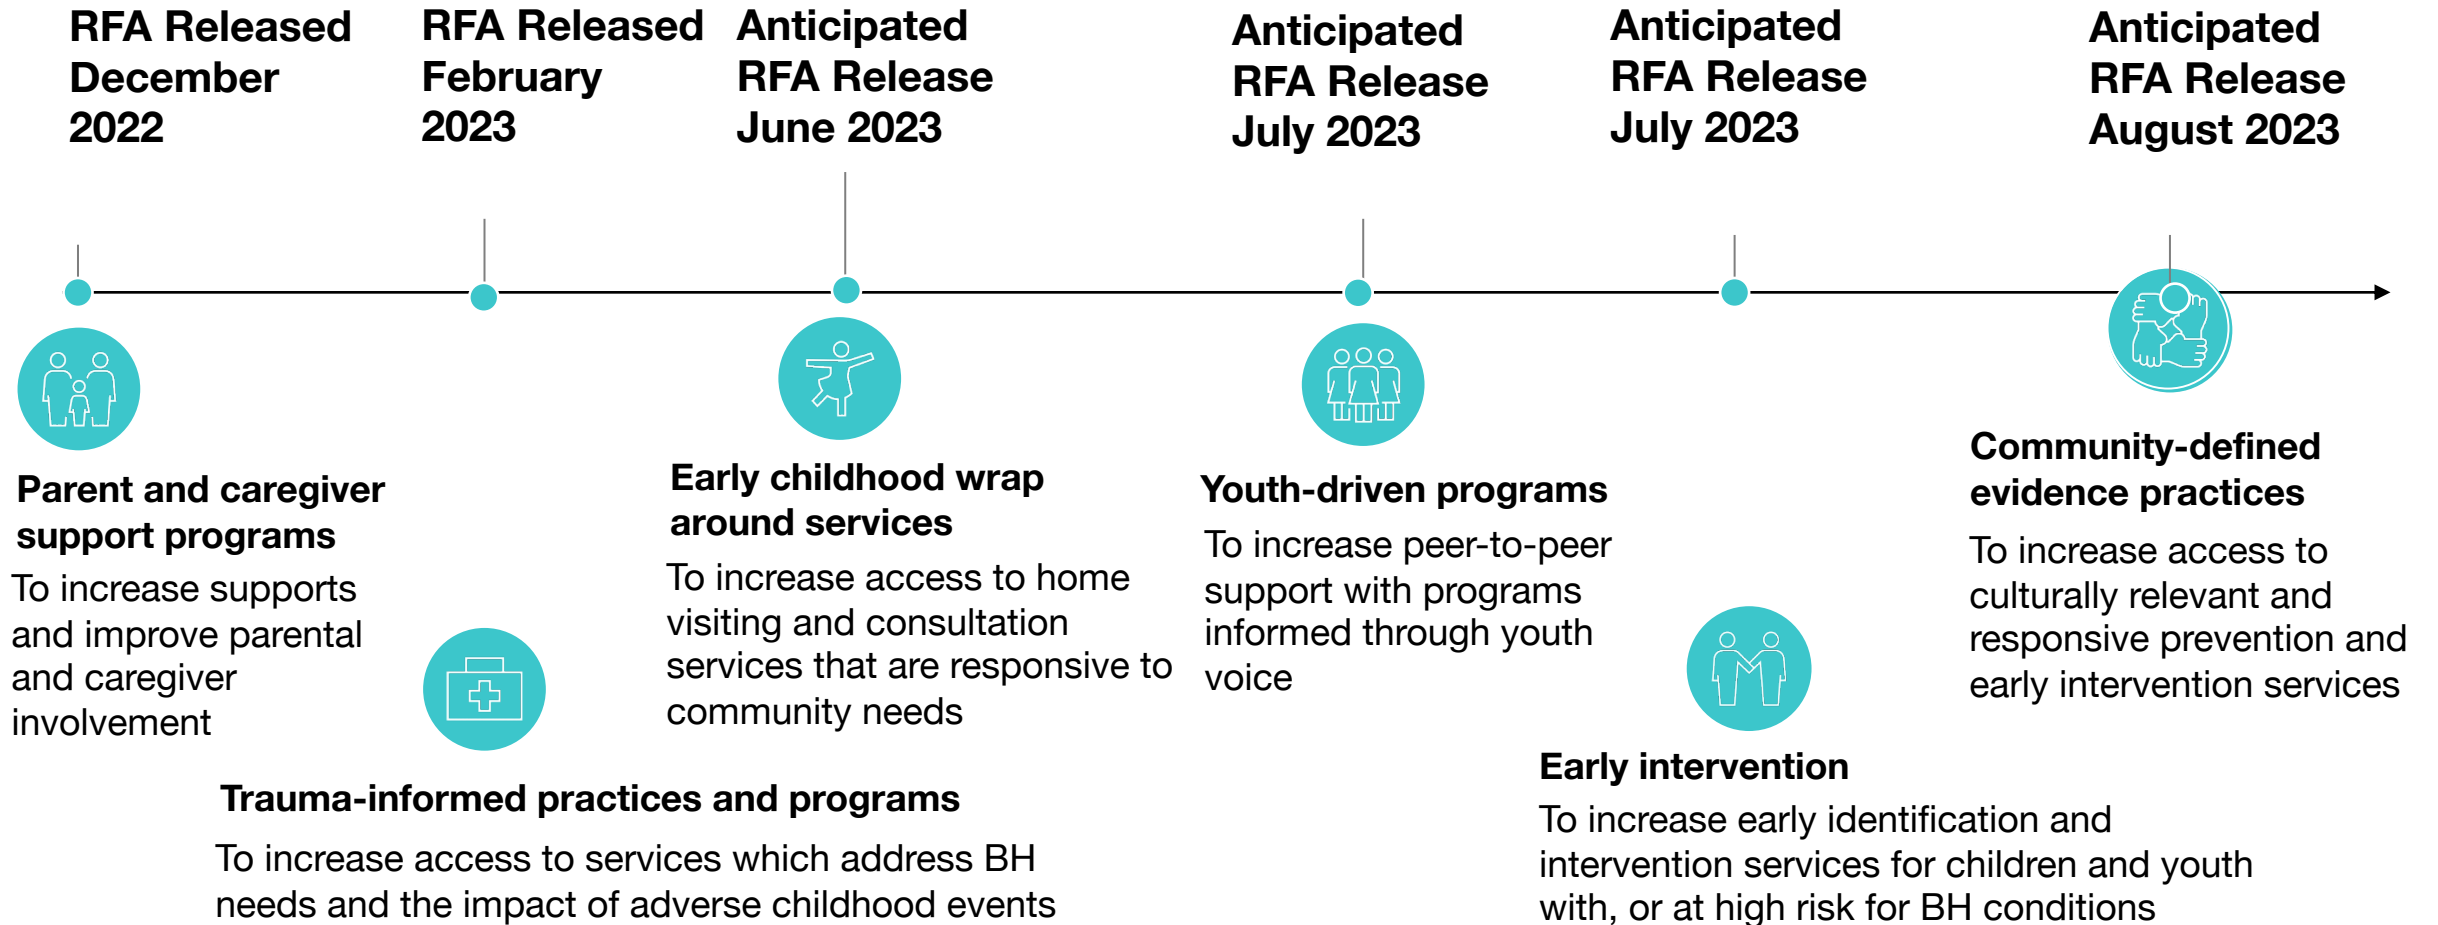 RFA Released
December
2022
RFA Released
February
2023
Anticipated
RFA Release
June 2023
Anticipated
RFA Release
July 2023
Anticipated
RFA Release
July 2023
Anticipated
RFA Release
August 2023
Parent and caregiver
support programs
To increase supports
and improve parental
and caregiver
involvement
Trauma-informed practices and programs
To increase access to services which address BH
needs and the impact of adverse childhood events
Early childhood wrap
around services
To increase access to home
visiting and consultation
services that are responsive to
community needs
Youth-driven programs
To increase peer-to-peer
support with programs
informed through youth
voice
Early intervention
To increase early identification and
intervention services for children and youth
with, or at high risk for BH conditions
Community-defined
evidence practices
To increase access to
culturally relevant and
responsive prevention and
early intervention services